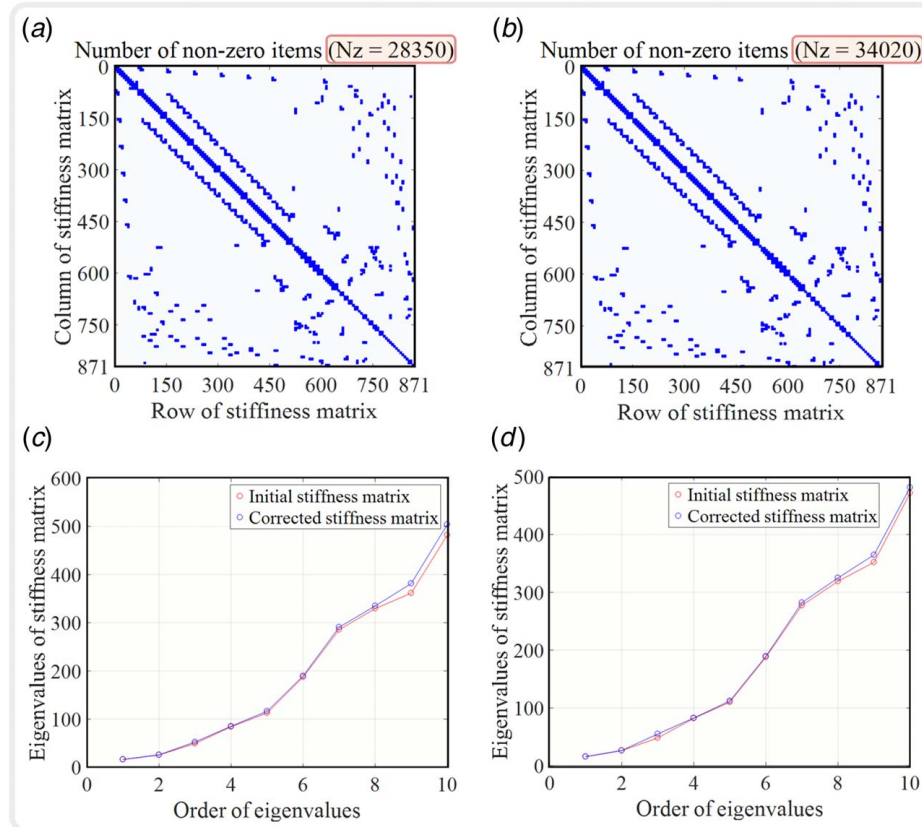 (a)
Number of non-zero items (Nz = 28350)
0
150
300
450
600
750
871
Column of stiffness matrix
0 150 300 450 600 750 871
Row of stiffness matrix
(b)
Number of non-zero items (Nz = 34020)
0
150
300
450
600
750
871
Column of stiffness matrix
0 150 300 450 600 750 871
Row of stiffness matrix
(c)
600
500
400
300
200
100
0
Eigenvalues of stiffness matrix
Initial stiffness matrix
Corrected stiffness matrix
0 2 4 6 8 10
Order of eigenvalues
(d)
500
400
300
200
100
0
Eigenvalues of stiffness matrix
Initial stiffness matrix
Corrected stiffness matrix
0 2 4 6 8 10
Order of eigenvalues